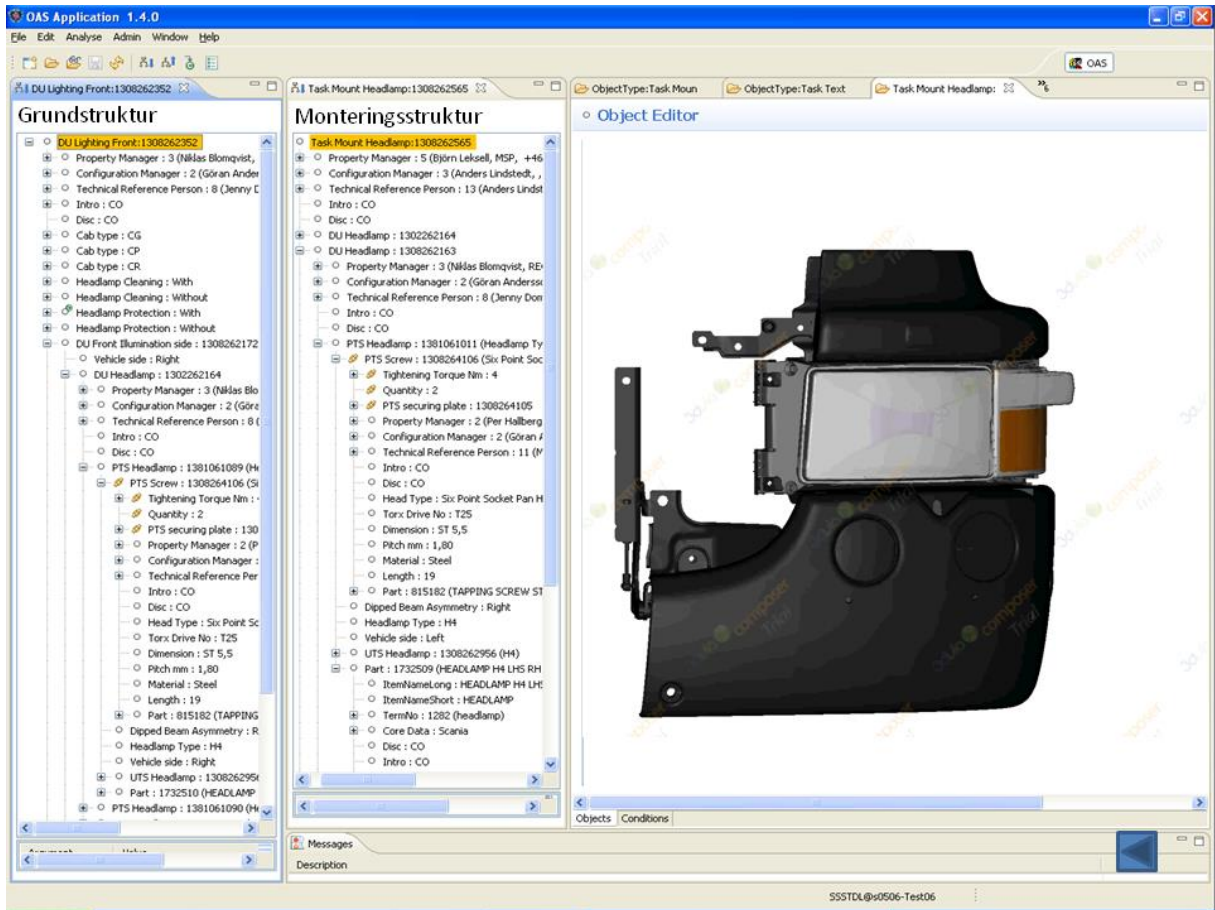 OAS Application 1.4.0
File Edit Analyse Admin Window Help
OAS
DU Lighting Front:1308262352
Grundstruktur
DU Lighting Front:1308262352
Property Manager : 3 (Niklas Blomqvist,
Configuration Manager : 2 (Göran Ander
Technical Reference Person : 8 (Jenny D
Intro : CO
Disc : CO
Cab type : CG
Cab type : CP
Cab type : CR
Headlamp Cleaning : With
Headlamp Cleaning : Without
Headlamp Protection : With
Headlamp Protection : Without
DU Front Illumination side : 1308262172
Vehicle side : Right
DU Headlamp : 1302262164
Property Manager : 3 (Niklas Blo
Configuration Manager : 2 (Göra
Technical Reference Person : 8 (
Intro : CO
Disc : CO
PTS Headlamp : 1381061089 (He
PTS Screw : 1308264106 (Si
Tightening Torque Nm :
Quantity : 2
PTS securing plate : 130
Property Manager : 2 (P
Configuration Manager :
Technical Reference Per
Intro : CO
Disc : CO
Head Type : Six Point Sc
Torx Drive No : T25
Dimension : ST 5,5
Pitch mm : 1,80
Material : Steel
Length : 19
Part : 815182 (TAPPING
Dipped Beam Asymmetry : R
Headlamp Type : H4
Vehicle side : Right
UTS Headlamp : 130826295
Part : 1732510 (HEADLAMP
PTS Headlamp : 1381061090 (He
Task Mount Headlamp:1308262565
Monteringsstruktur
Task Mount Headlamp:1308262565
Property Manager : 5 (Björn Leksell, MSP, +46
Configuration Manager : 3 (Anders Lindstedt, ,
Technical Reference Person : 13 (Anders Lindst
Intro : CO
Disc : CO
DU Headlamp : 1302262164
DU Headlamp : 1308262163
Property Manager : 3 (Niklas Blomqvist, RE
Configuration Manager : 2 (Göran Anderss
Technical Reference Person : 8 (Jenny Dom
Intro : CO
Disc : CO
PTS Headlamp : 1381061011 (Headlamp Ty
PTS Screw : 1308264106 (Six Point Soc
Tightening Torque Nm : 4
Quantity : 2
PTS securing plate : 1308264105
Property Manager : 2 (Per Hallberg
Configuration Manager : 2 (Göran A
Technical Reference Person : 11 (M
Intro : CO
Disc : CO
Head Type : Six Point Socket Pan H
Torx Drive No : T25
Dimension : ST 5,5
Pitch mm : 1,80
Material : Steel
Length : 19
Part : 815182 (TAPPING SCREW ST
Dipped Beam Asymmetry : Right
Headlamp Type : H4
Vehicle side : Left
UTS Headlamp : 1308262956 (H4)
Part : 1732509 (HEADLAMP H4 LHS RH
ItemNameLong : HEADLAMP H4 LHS
ItemNameShort : HEADLAMP
TermNo : 1282 (headlamp)
Core Data : Scania
Disc : CO
Intro : CO
ObjectType:Task Moun
ObjectType:Task Text
Task Mount Headlamp:
Object Editor
3dvia composer
Trial
Objects Conditions
Messages
Description
SSSTDL@s0506-Test06